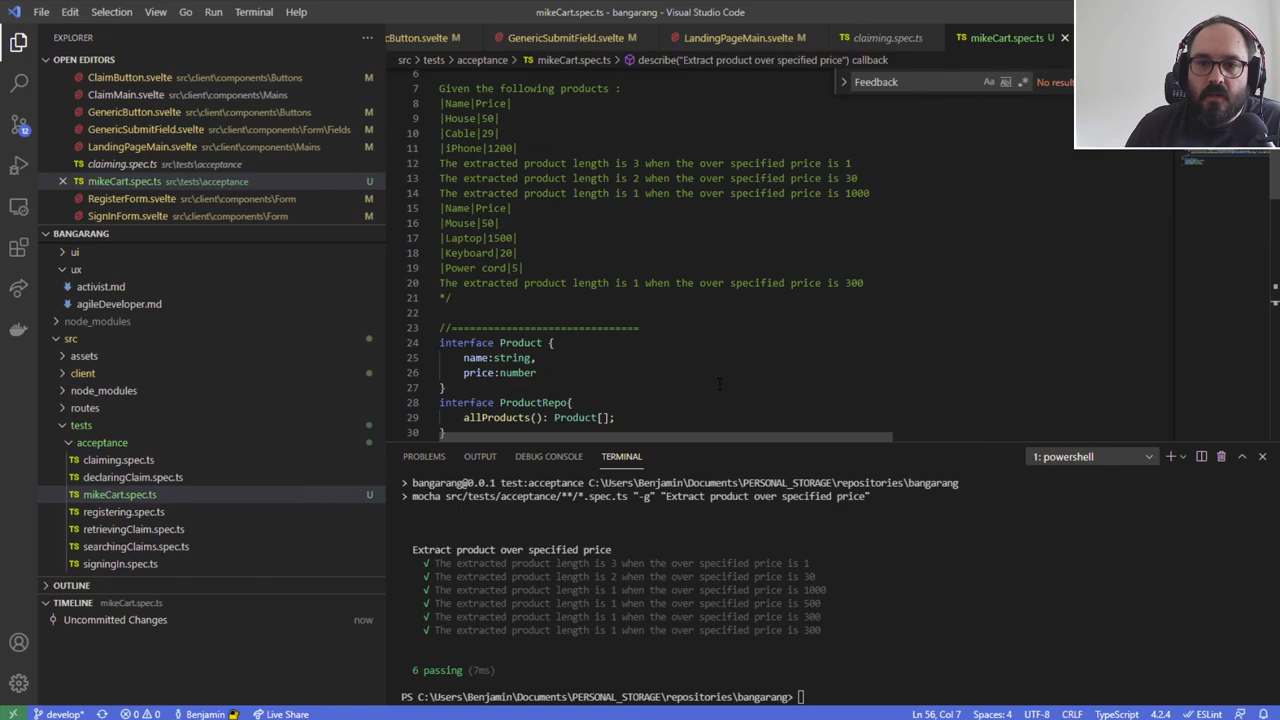 File Edit Selection View Go Run Terminal Help
mikeCart.spec.ts - bangarang - Visual Studio Code
EXPLORER
OPEN EDITORS
ClaimButton.svelte src\client\components\Buttons M
ClaimMain.svelte src\client\components\Mains
GenericButton.svelte src\client\components\Buttons M
GenericSubmitField.svelte src\client\components\Form\Fields M
LandingPageMain.svelte src\client\components\Mains M
claiming.spec.ts src\tests\acceptance
mikeCart.spec.ts src\tests\acceptance U
RegisterForm.svelte src\client\components\Form M
SignInForm.svelte src\client\components\Form M
BANGARANG
ui
ux
activist.md
agileDeveloper.md
node_modules
src
assets
client
node_modules
routes
tests
acceptance
claiming.spec.ts
declaringClaim.spec.ts
mikeCart.spec.ts U
registering.spec.ts
retrievingClaim.spec.ts
searchingClaims.spec.ts
signingIn.spec.ts
OUTLINE
TIMELINE mikeCart.spec.ts
Uncommitted Changes now
12
cButton.svelte M GenericSubmitField.svelte M LandingPageMain.svelte M claiming.spec.ts mikeCart.spec.ts U
src > tests > acceptance > mikeCart.spec.ts > describe("Extract product over specified price") callback
Feedback Aa Abl .* No resu
6
7 Given the following products :
8 |Name|Price|
9 |House|50|
10 |Cable|29|
11 |iPhone|1200|
12 The extracted product length is 3 when the over specified price is 1
13 The extracted product length is 2 when the over specified price is 30
14 The extracted product length is 1 when the over specified price is 1000
15 |Name|Price|
16 |Mouse|50|
17 |Laptop|1500|
18 |Keyboard|20|
19 |Power cord|5|
20 The extracted product length is 1 when the over specified price is 300
21 */
22
23 //===============================
24 interface Product {
25 name:string,
26 price:number
27 }
28 interface ProductRepo{
29 allProducts(): Product[];
30 }
PROBLEMS OUTPUT DEBUG CONSOLE TERMINAL 1: powershell
> bangarang@0.0.1 test:acceptance C:\Users\Benjamin\Documents\PERSONAL_STORAGE\repositories\bangarang
> mocha src/tests/acceptance/**/*.spec.ts "-g" "Extract product over specified price"
Extract product over specified price
√ The extracted product length is 3 when the over specified price is 1
√ The extracted product length is 2 when the over specified price is 30
√ The extracted product length is 1 when the over specified price is 1000
√ The extracted product length is 1 when the over specified price is 500
√ The extracted product length is 1 when the over specified price is 300
√ The extracted product length is 1 when the over specified price is 300
6 passing (7ms)
PS C:\Users\Benjamin\Documents\PERSONAL_STORAGE\repositories\bangarang>
develop* 0 0 Benjamin Live Share Ln 56, Col 7 Spaces: 4 UTF-8 CRLF TypeScript 4.2.4 ESLint